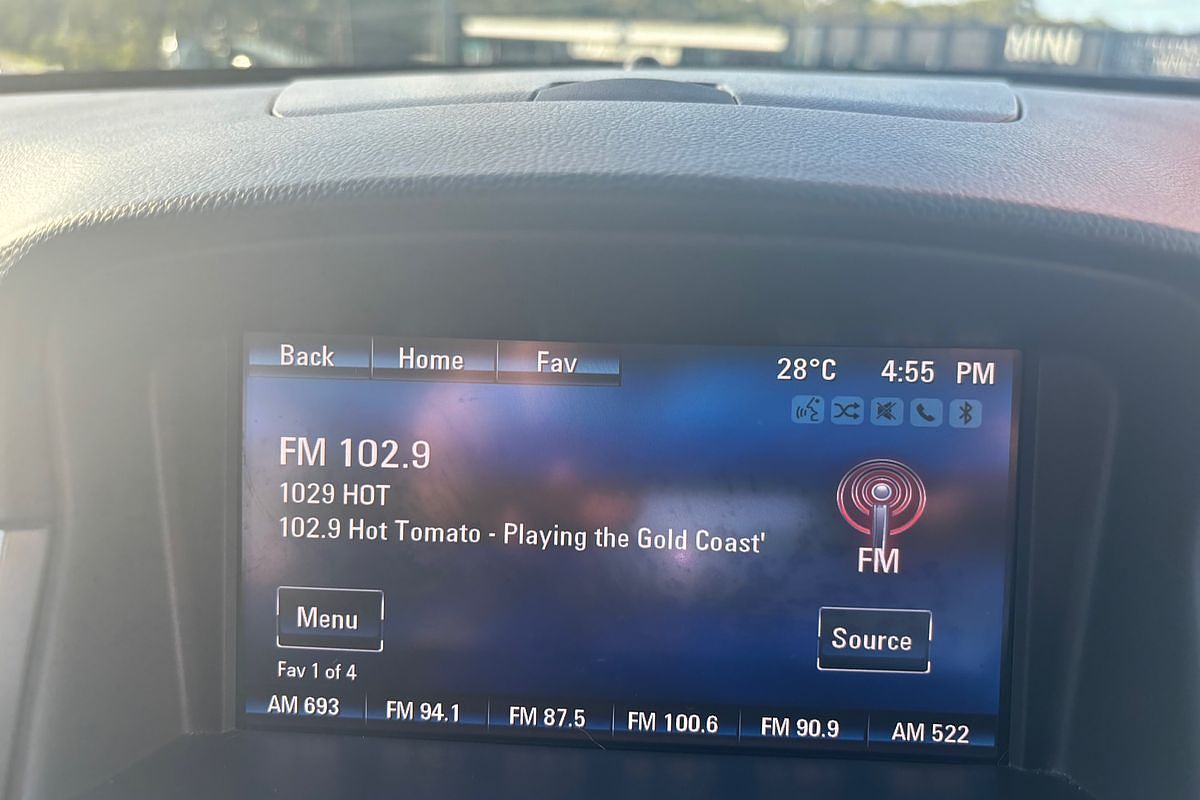 MINI
Back Home Fav 28°C 4:55 PM
FM 102.9
1029 HOT
102.9 Hot Tomato - Playing the Gold Coast'
FM
Menu
Source
Fav 1 of 4
AM 693 FM 94.1 FM 87.5 FM 100.6 FM 90.9 AM 522